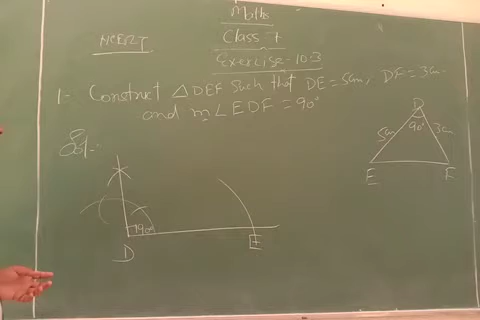 Maths
NCERT.
Class 7
Exercise-10.3
1- Construct △DEF such that DE=5cm, DF=3cm
and m∠EDF=90°
Sol:-
D
5cm 90° 3cm
E F
90°
D E